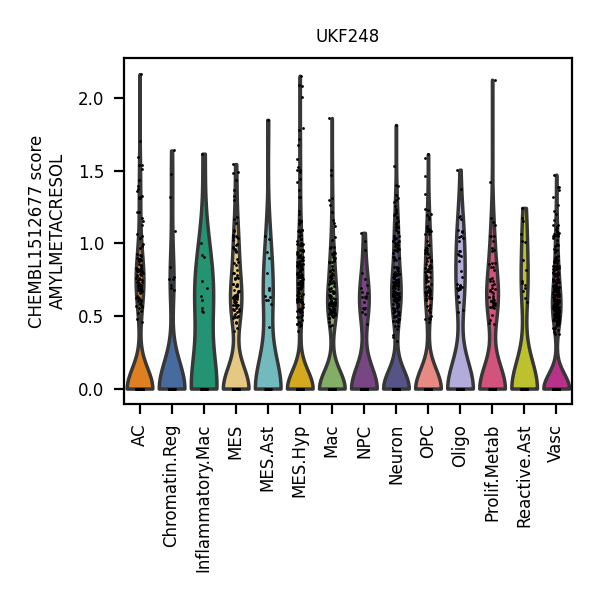 UKF248
CHEMBL1512677 score
AMYLMETACRESOL
2.0
1.5
1.0
0.5
0.0
AC
Chromatin.Reg
Inflammatory.Mac
MES
MES.Ast
MES.Hyp
Mac
NPC
Neuron
OPC
Oligo
Prolif.Metab
Reactive.Ast
Vasc